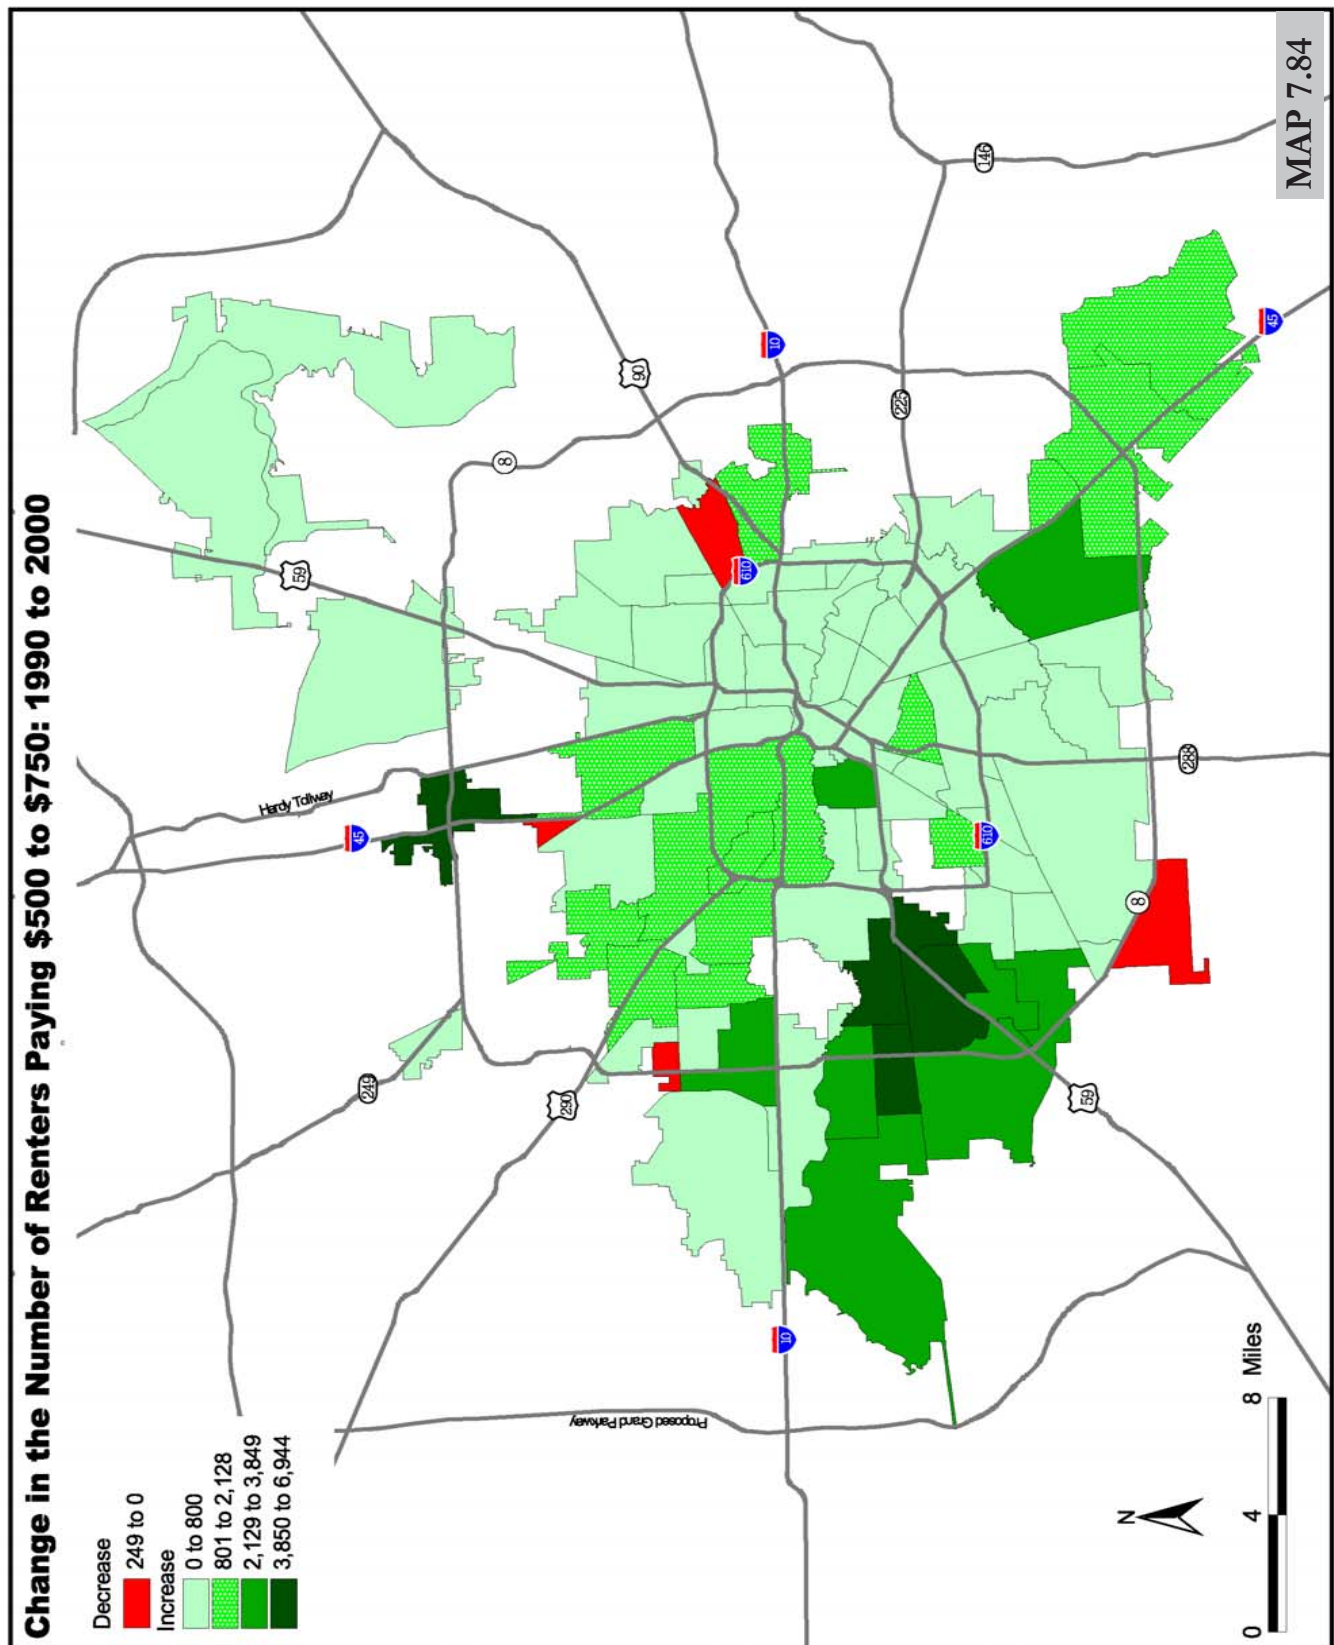 Change in the Number of Renters Paying $500 to $750: 1990 to 2000
Decrease
249 to 0
Increase
0 to 800
801 to 2,128
2,129 to 3,849
3,850 to 6,944
249
290
45
Hardy Tollway
59
8
90
10
610
225
146
45
288
610
8
59
10
Proposed Grand Parkway
N
0 4 8 Miles
MAP 7.84